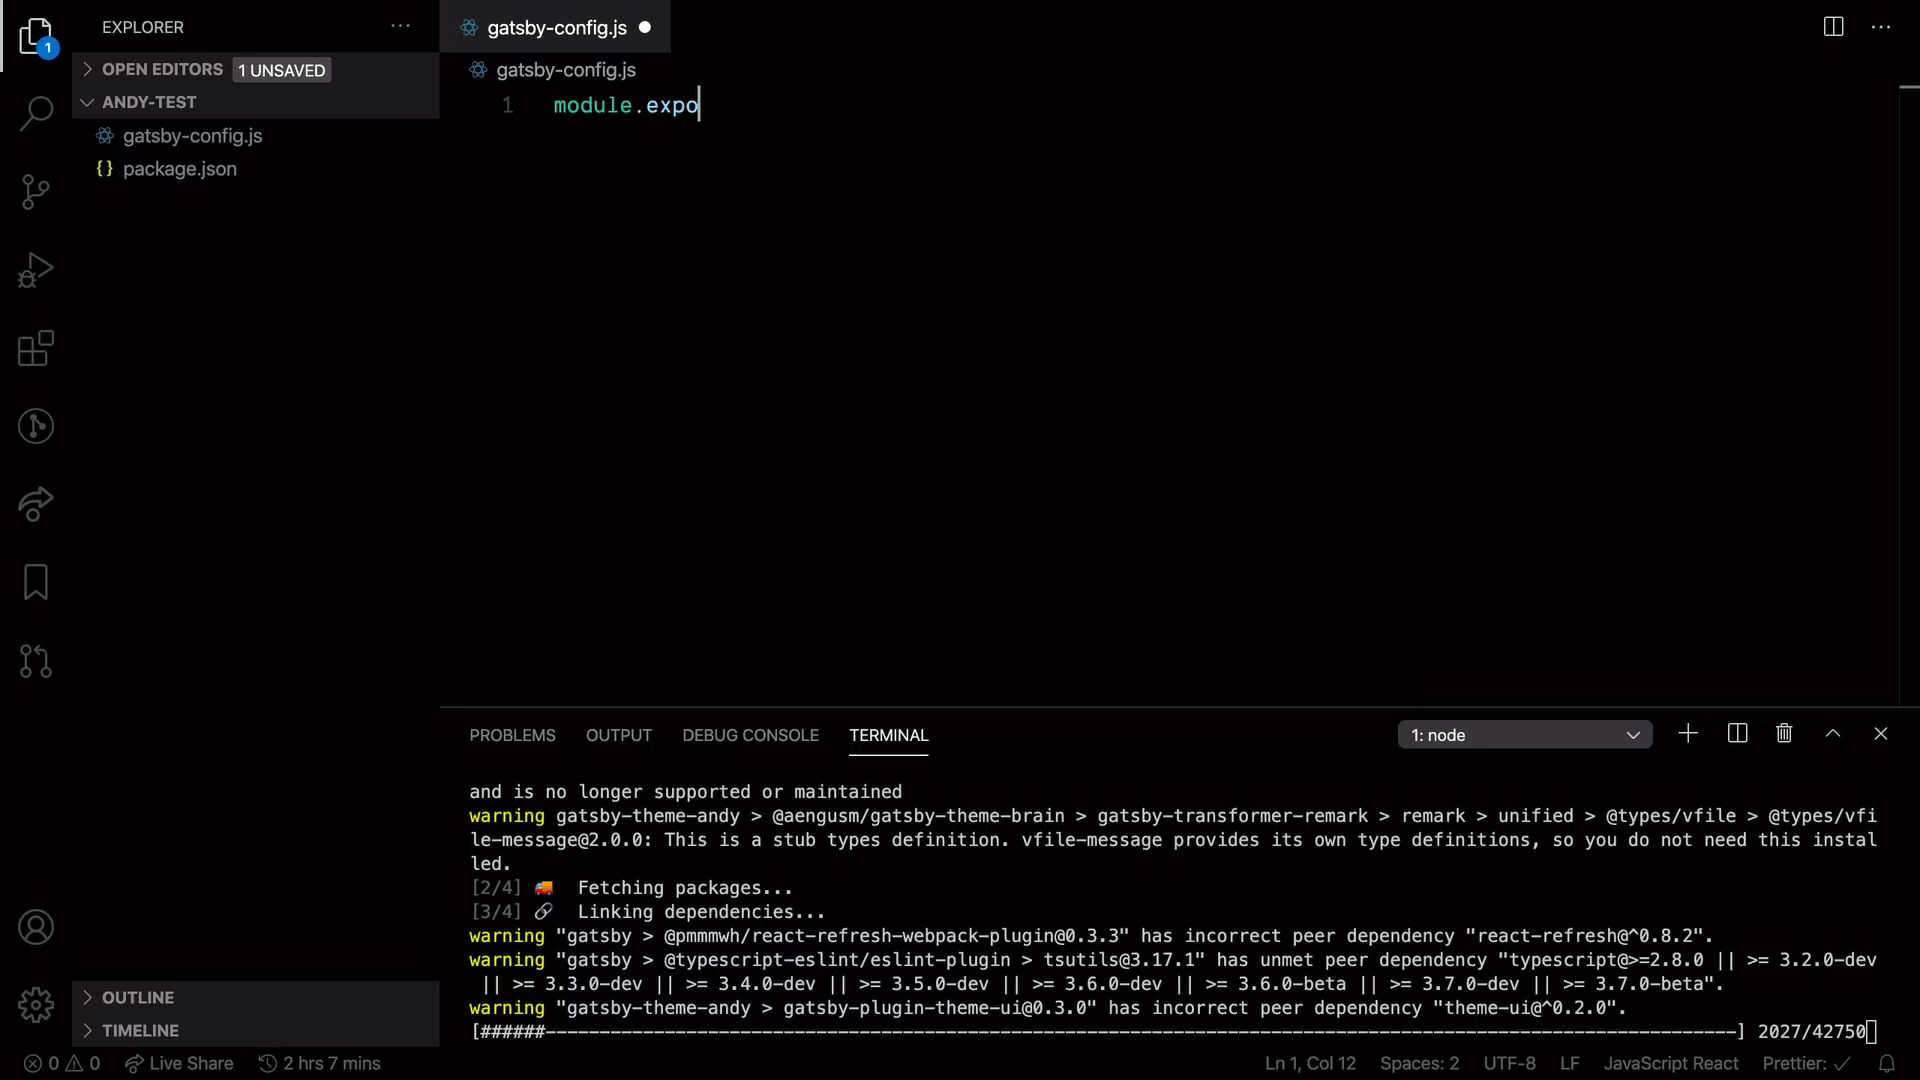 EXPLORER
gatsby-config.js
1
OPEN EDITORS 1 UNSAVED
gatsby-config.js
ANDY-TEST
1 module.expo
gatsby-config.js
{} package.json
PROBLEMS OUTPUT DEBUG CONSOLE TERMINAL 1: node
and is no longer supported or maintained
warning gatsby-theme-andy > @aengusm/gatsby-theme-brain > gatsby-transformer-remark > remark > unified > @types/vfile > @types/vfi
le-message@2.0.0: This is a stub types definition. vfile-message provides its own type definitions, so you do not need this instal
led.
[2/4] 🚚 Fetching packages...
[3/4] 🔗 Linking dependencies...
warning "gatsby > @pmmmwh/react-refresh-webpack-plugin@0.3.3" has incorrect peer dependency "react-refresh@^0.8.2".
warning "gatsby > @typescript-eslint/eslint-plugin > tsutils@3.17.1" has unmet peer dependency "typescript@>=2.8.0 || >= 3.2.0-dev
|| >= 3.3.0-dev || >= 3.4.0-dev || >= 3.5.0-dev || >= 3.6.0-dev || >= 3.6.0-beta || >= 3.7.0-dev || >= 3.7.0-beta".
warning "gatsby-theme-andy > gatsby-plugin-theme-ui@0.3.0" has incorrect peer dependency "theme-ui@^0.2.0".
[######--------------------------------------------------------------------------------------------------------------] 2027/42750
OUTLINE
TIMELINE
0 0 Live Share 2 hrs 7 mins Ln 1, Col 12 Spaces: 2 UTF-8 LF JavaScript React Prettier: ✓